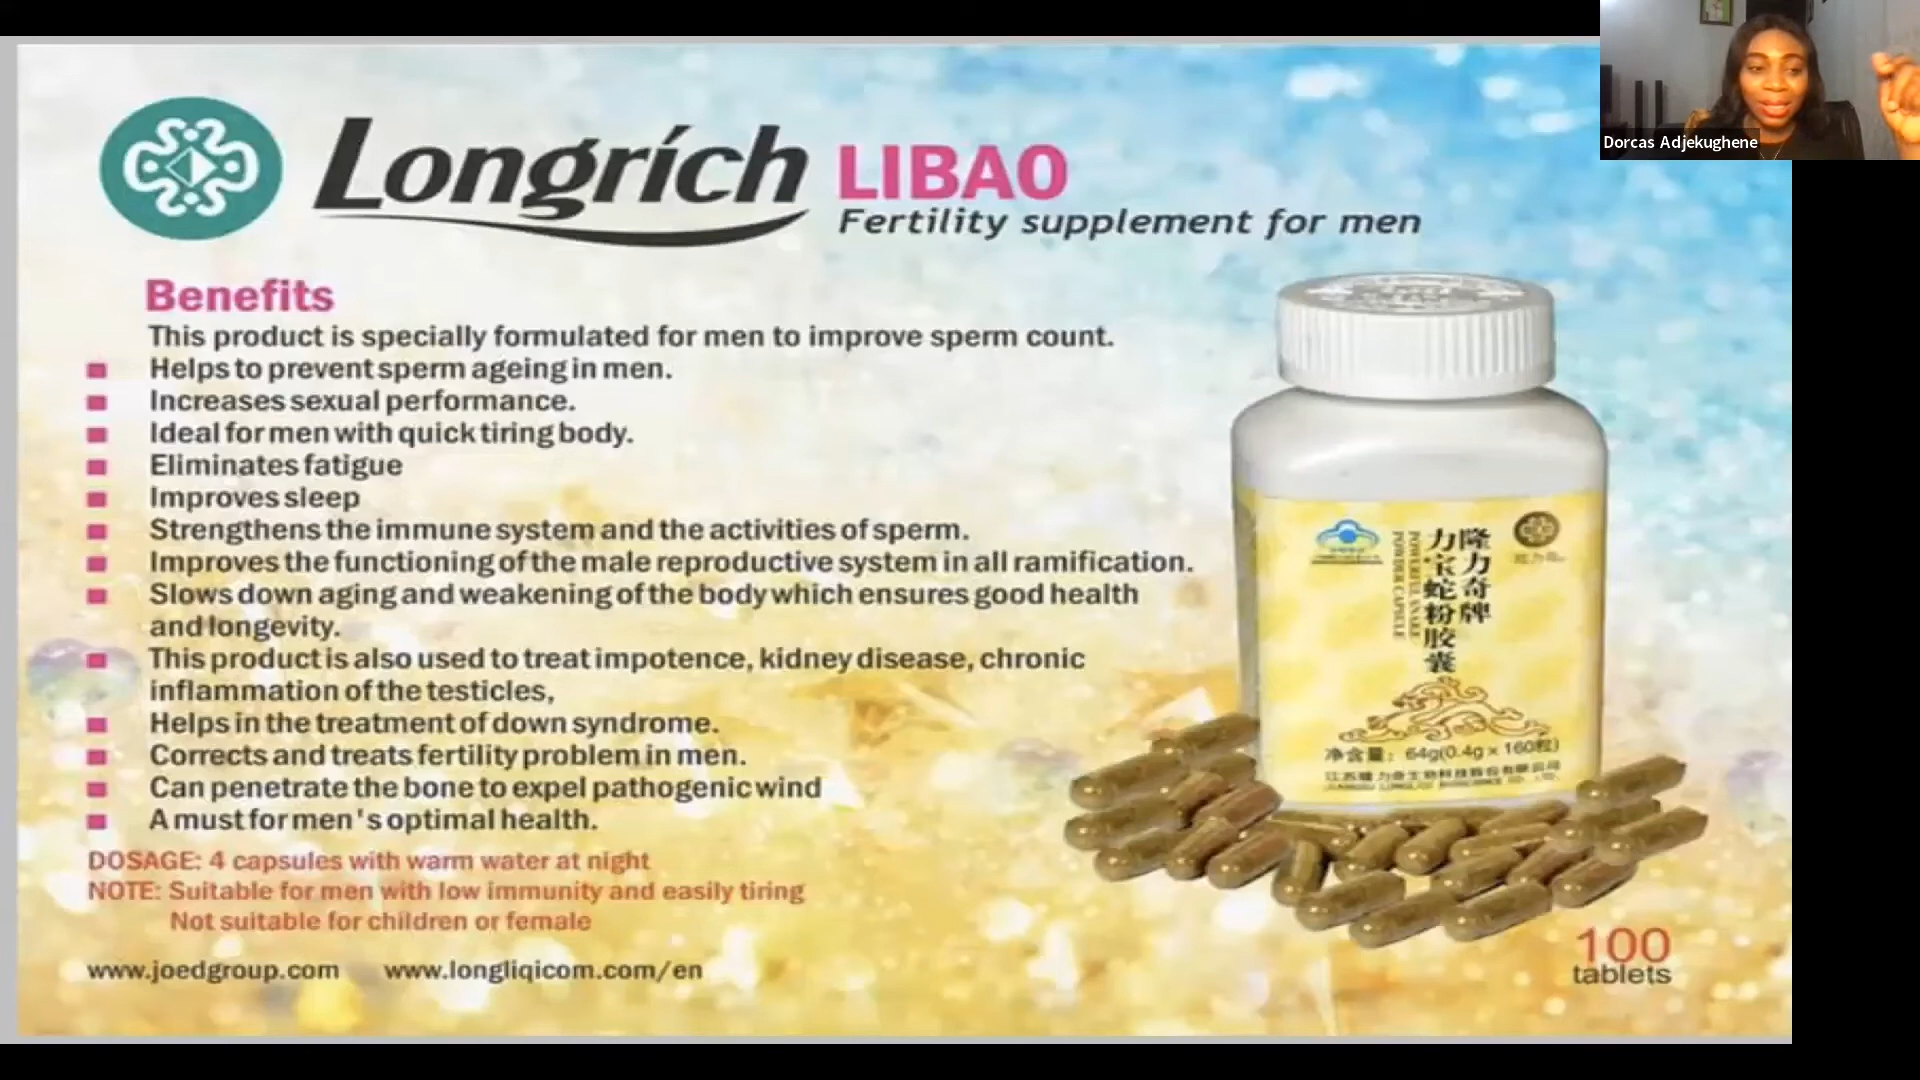 Dorcas Adjekughene
Longrích LIBAO
Fertility supplement for men
Benefits
This product is specially formulated for men to improve sperm count.
Helps to prevent sperm ageing in men.
Increases sexual performance.
Ideal for men with quick tiring body.
Eliminates fatigue
Improves sleep
Strengthens the immune system and the activities of sperm.
Improves the functioning of the male reproductive system in all ramification.
Slows down aging and weakening of the body which ensures good health
and longevity.
This product is also used to treat impotence, kidney disease, chronic
inflammation of the testicles,
Helps in the treatment of down syndrome.
Corrects and treats fertility problem in men.
Can penetrate the bone to expel pathogenic wind
A must for men's optimal health.
DOSAGE: 4 capsules with warm water at night
NOTE: Suitable for men with low immunity and easily tiring
Not suitable for children or female
www.joedgroup.com www.longliqicom.com/en
隆力奇牌
力宝蛇粉胶囊
POWERFUL SNAKE
POWDER CAPSULE
净含量: 64g(0.4g×160粒)
100
tablets